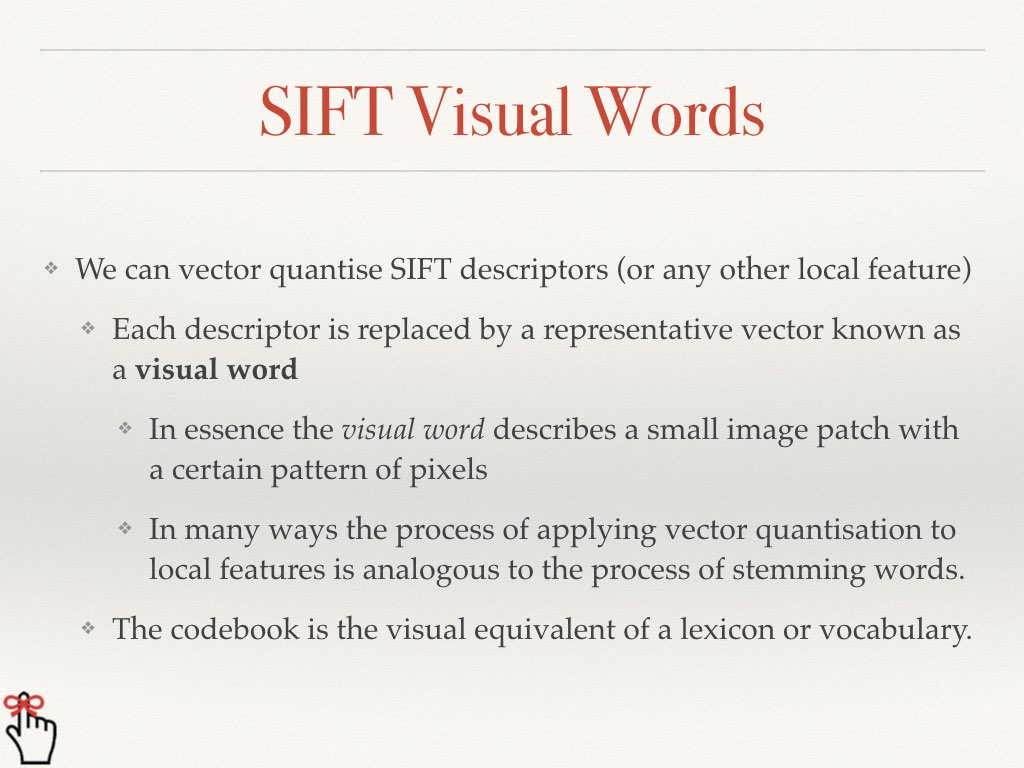 SIFT Visual Words
❖ We can vector quantise SIFT descriptors (or any other local feature)
❖ Each descriptor is replaced by a representative vector known as
a visual word
❖ In essence the visual word describes a small image patch with
a certain pattern of pixels
❖ In many ways the process of applying vector quantisation to
local features is analogous to the process of stemming words.
❖ The codebook is the visual equivalent of a lexicon or vocabulary.